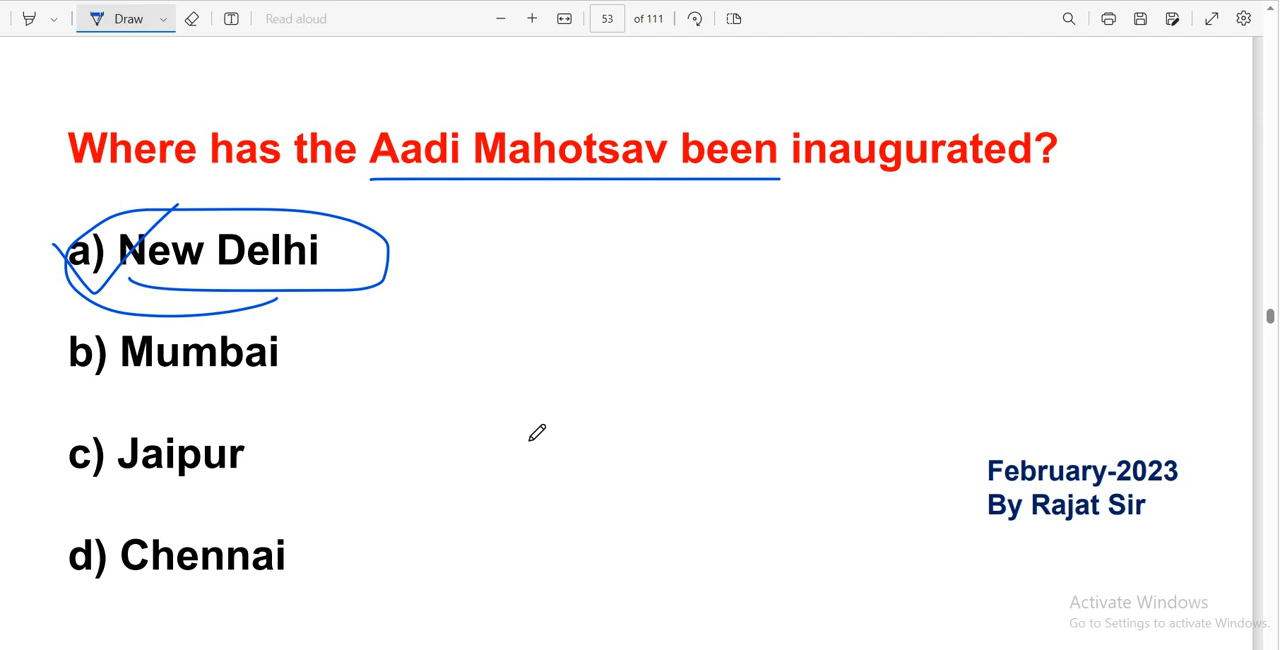 Draw Read aloud 53 of 111
Where has the Aadi Mahotsav been inaugurated?
a) New Delhi
b) Mumbai
c) Jaipur
d) Chennai
February-2023
By Rajat Sir
Activate Windows
Go to Settings to activate Windows.